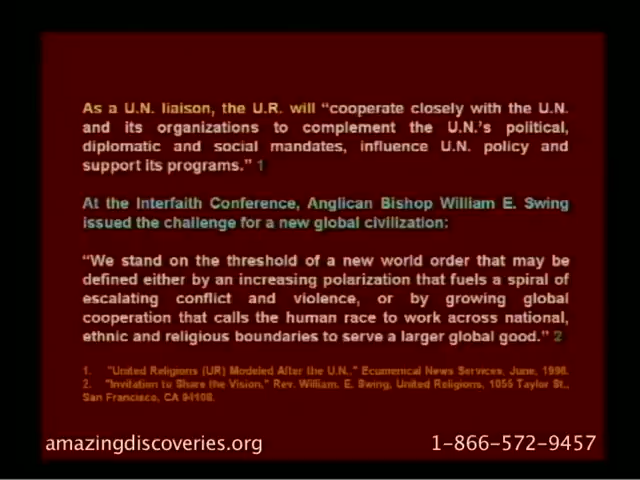 As a U.N. liaison, the U.R. will “cooperate closely with the U.N.
and its organizations to complement the U.N.’s political,
diplomatic and social mandates, influence U.N. policy and
support its programs.” 1
At the Interfaith Conference, Anglican Bishop William E. Swing
issued the challenge for a new global civilization:
“We stand on the threshold of a new world order that may be
defined either by an increasing polarization that fuels a spiral of
escalating conflict and violence, or by growing global
cooperation that calls the human race to work across national,
ethnic and religious boundaries to serve a larger global good.” 2
1. "United Religions (UR) Modeled After the U.N.," Ecumenical News Services, June, 1996.
2. "Invitation to Share the Vision," Rev. William. E. Swing, United Religions, 1055 Taylor St.,
San Francisco, CA 94108.
amazingdiscoveries.org
1-866-572-9457